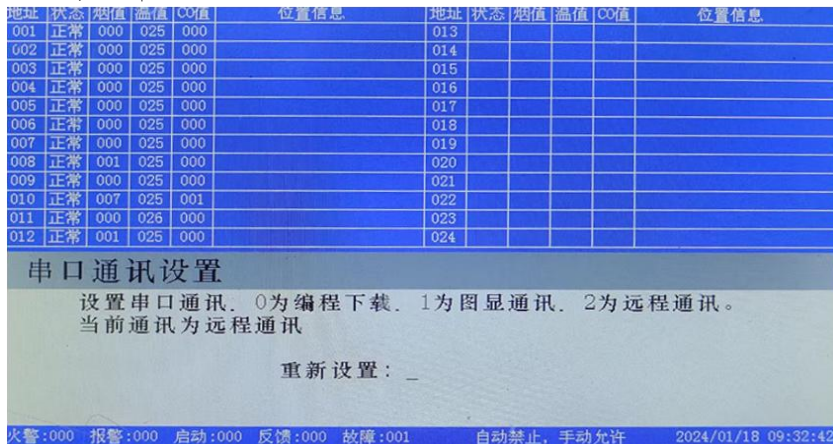 地址 状态 烟值 温值 CO值 位置信息 地址 状态 烟值 温值 CO值 位置信息
001 正常 000 025 000 013
002 正常 000 025 000 014
003 正常 000 025 000 015
004 正常 000 025 000 016
005 正常 000 025 000 017
006 正常 000 025 000 018
007 正常 000 025 000 019
008 正常 001 025 000 020
009 正常 000 025 000 021
010 正常 007 025 001 022
011 正常 000 026 000 023
012 正常 001 025 000 024
串口通讯设置
设置串口通讯. 0为编程下载. 1为图显通讯. 2为远程通讯。
当前通讯为远程通讯
重新设置: _
火警:000 报警:000 启动:000 反馈:000 故障:001 自动禁止, 手动允许 2024/01/18 09:32:43